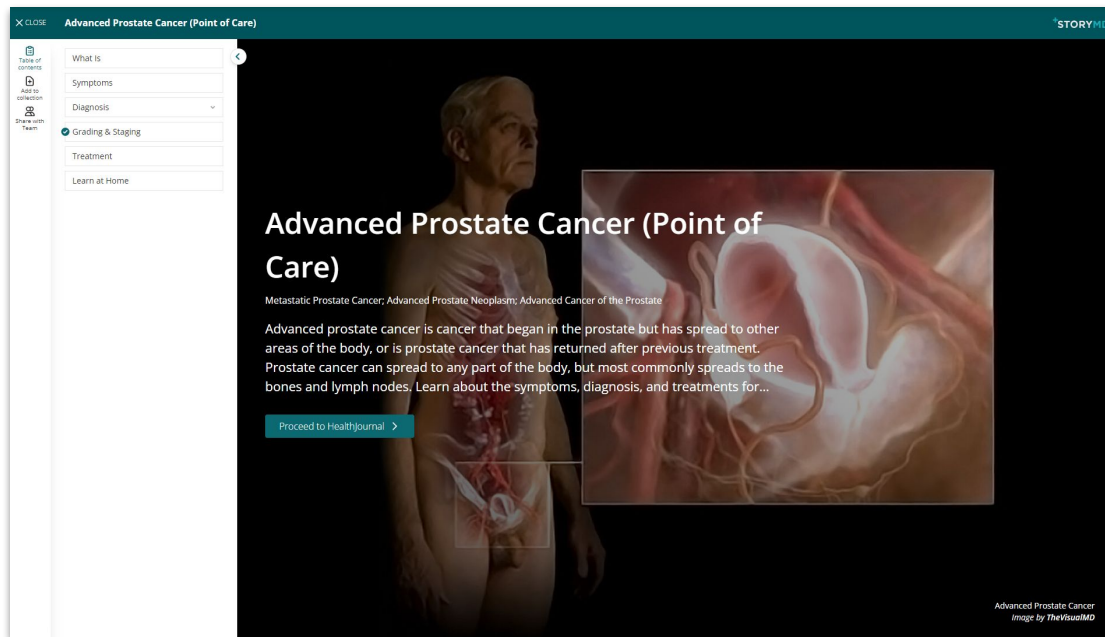 CLOSE
Advanced Prostate Cancer (Point of Care)
STORYMD
Table of
contents
Add to
collection
Share with
Team
What Is
Symptoms
Diagnosis
Grading & Staging
Treatment
Learn at Home
Advanced Prostate Cancer (Point of
Care)
Metastatic Prostate Cancer; Advanced Prostate Neoplasm; Advanced Cancer of the Prostate
Advanced prostate cancer is cancer that began in the prostate but has spread to other
areas of the body, or is prostate cancer that has returned after previous treatment.
Prostate cancer can spread to any part of the body, but most commonly spreads to the
bones and lymph nodes. Learn about the symptoms, diagnosis, and treatments for...
Proceed to HealthJournal
Advanced Prostate Cancer
Image by TheVisualMD